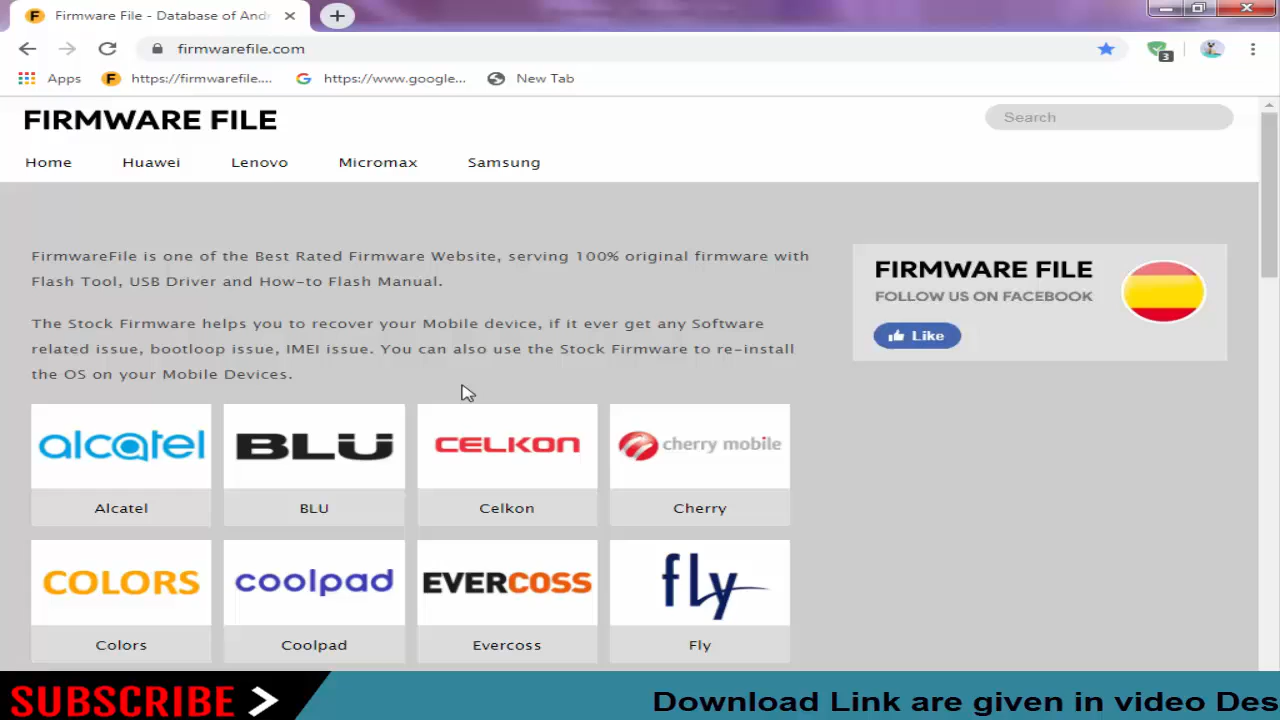 Firmware File - Database of Andr
firmwarefile.com
3
Apps
https://firmwarefile....
https://www.google...
New Tab
FIRMWARE FILE
Search
Home
Huawei
Lenovo
Micromax
Samsung
FirmwareFile is one of the Best Rated Firmware Website, serving 100% original firmware with
Flash Tool, USB Driver and How-to Flash Manual.
The Stock Firmware helps you to recover your Mobile device, if it ever get any Software
related issue, bootloop issue, IMEI issue. You can also use the Stock Firmware to re-install
the OS on your Mobile Devices.
FIRMWARE FILE
FOLLOW US ON FACEBOOK
Like
alcatel
BLU
CELKON
cherry mobile
Alcatel
BLU
Celkon
Cherry
COLORS
coolpad
EVERCOSS
fly
Colors
Coolpad
Evercoss
Fly
SUBSCRIBE
Download Link are given in video Des